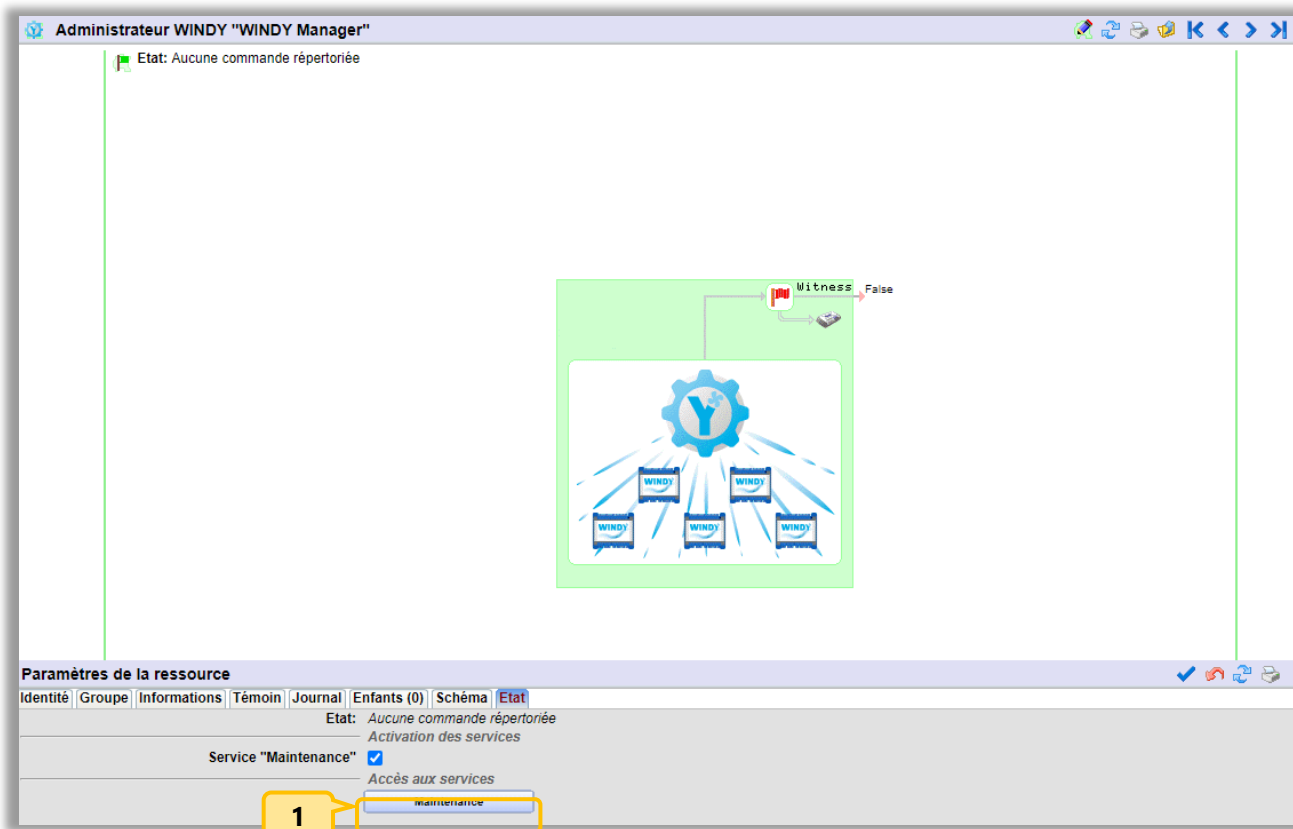 Administrateur WINDY "WINDY Manager"
Etat: Aucune commande répertoriée
Witness
False
Y
WINDY
WINDY
WINDY
WINDY
WINDY
Paramètres de la ressource
Identité Groupe Informations Témoin Journal Enfants (0) Schéma Etat
Etat: Aucune commande répertoriée
Activation des services
Service "Maintenance"
Accès aux services
Maintenance
1